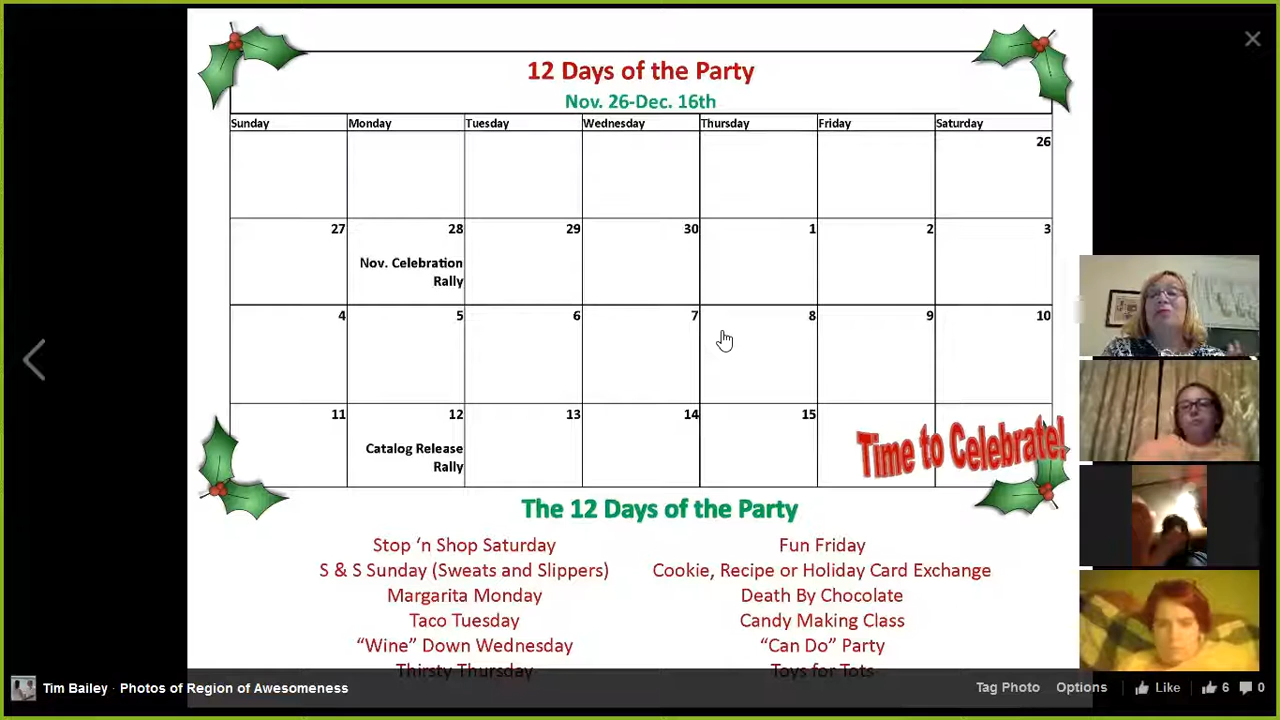 12 Days of the Party
Nov. 26-Dec. 16th
Sunday Monday Tuesday Wednesday Thursday Friday Saturday
26
27 28 29 30 1 2 3
Nov. Celebration
Rally
4 5 6 7 8 9 10
11 12 13 14 15
Catalog Release
Rally
Time to Celebrate!
The 12 Days of the Party
Stop ‘n Shop Saturday
Fun Friday
S & S Sunday (Sweats and Slippers)
Cookie, Recipe or Holiday Card Exchange
Margarita Monday
Death By Chocolate
Taco Tuesday
Candy Making Class
“Wine” Down Wednesday
“Can Do” Party
Thirsty Thursday
Toys for Tots
Tim Bailey · Photos of Region of Awesomeness
Tag Photo Options Like 6 0